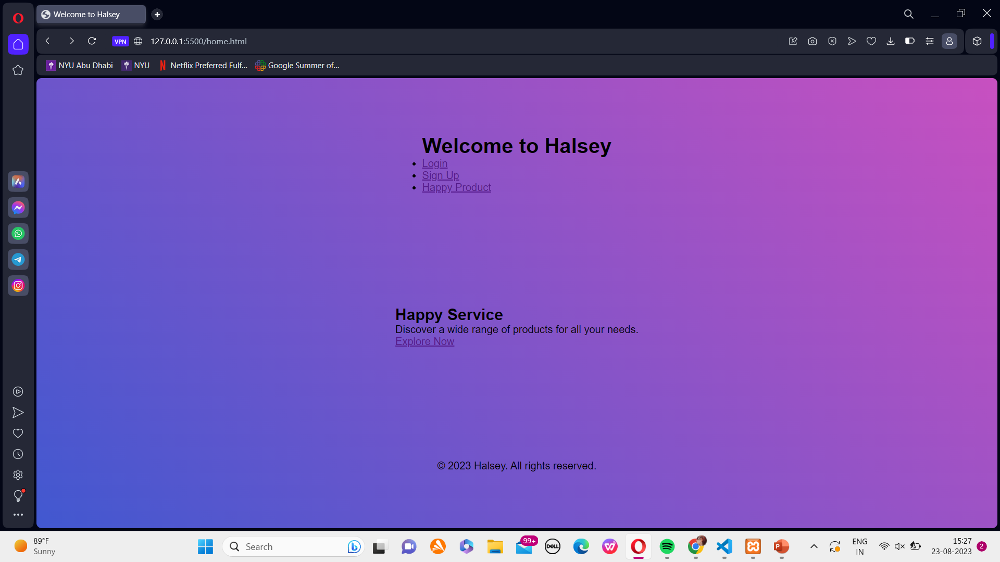 Welcome to Halsey
VPN
127.0.0.1:5500/home.html
NYU Abu Dhabi
NYU
Netflix Preferred Fulf...
Google Summer of...
Welcome to Halsey
Login
Sign Up
Happy Product
Happy Service
Discover a wide range of products for all your needs.
Explore Now
© 2023 Halsey. All rights reserved.
89°F
Sunny
Search
99+
DELL
ENG
IN
15:27
23-08-2023
2